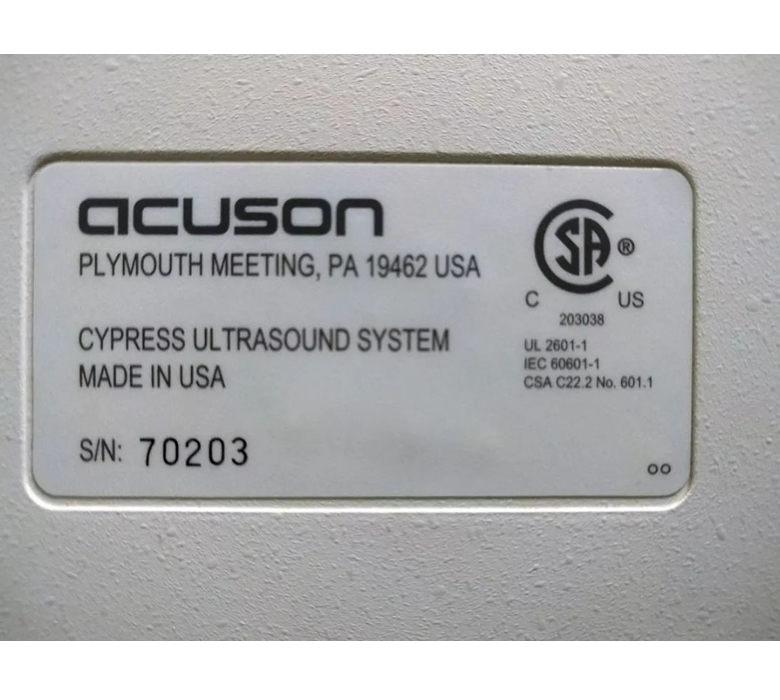 acuson
PLYMOUTH MEETING, PA 19462 USA
CYPRESS ULTRASOUND SYSTEM
MADE IN USA
S/N: 70203
SA ®
C US
203038
UL 2601-1
IEC 60601-1
CSA C22.2 No. 601.1
oo